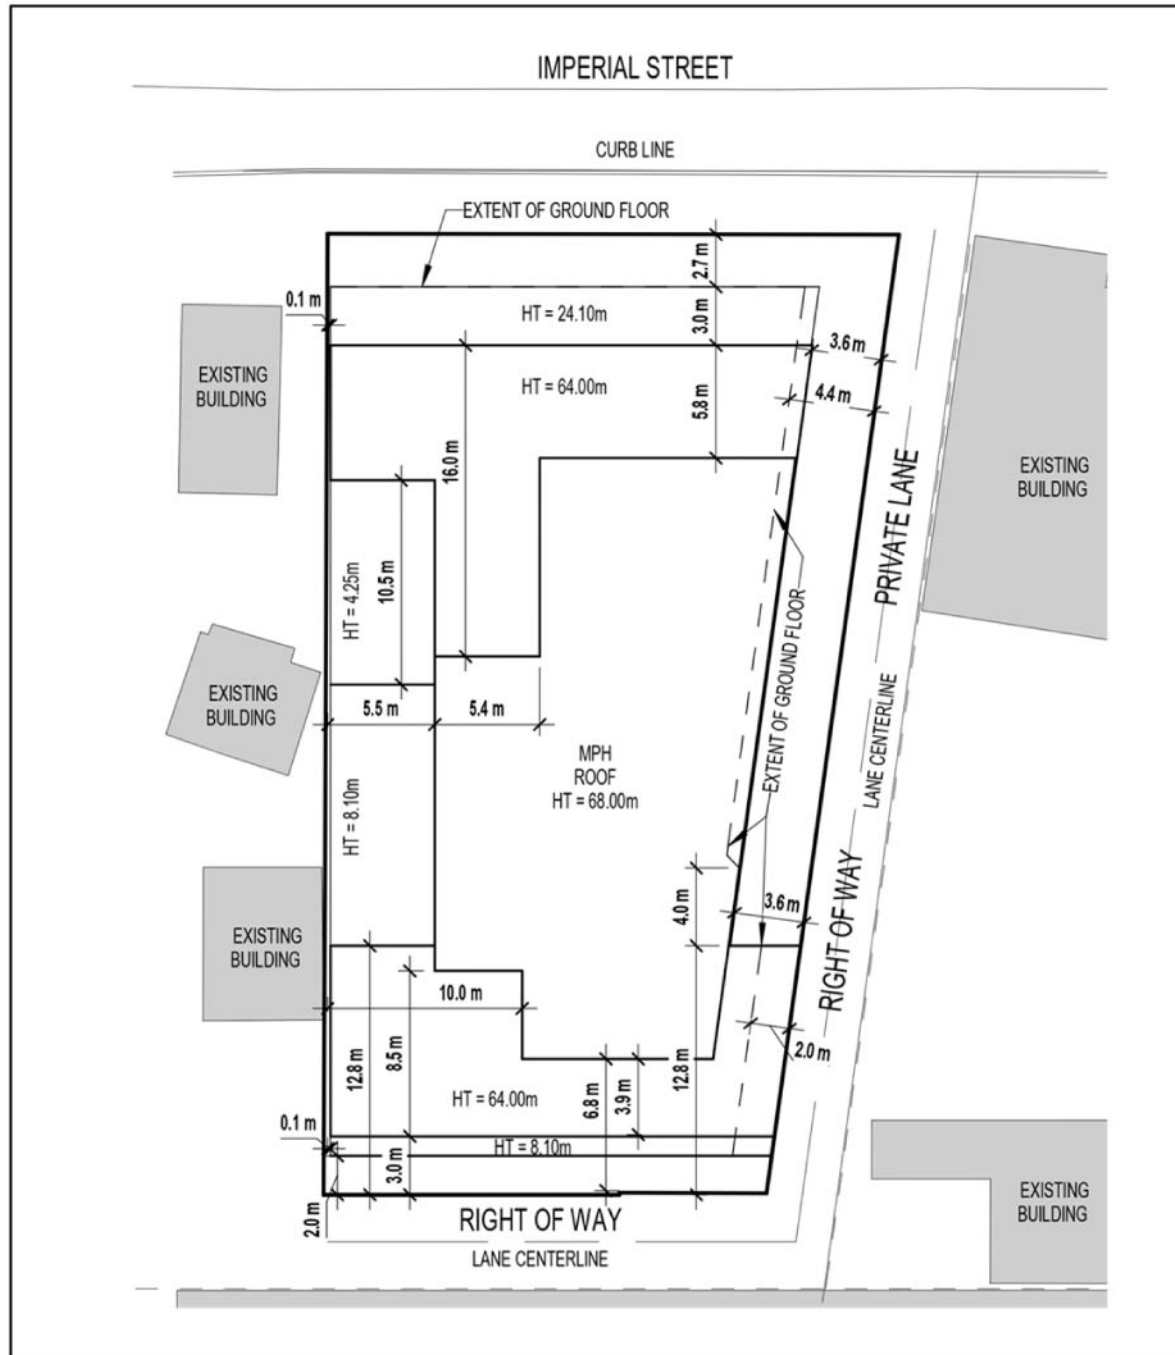 IMPERIAL STREET
CURB LINE
EXTENT OF GROUND FLOOR
2.7 m
0.1 m
HT = 24.10m
3.0 m
3.6 m
EXISTING
BUILDING
HT = 64.00m
5.8 m
4.4 m
16.0 m
EXISTING
BUILDING
PRIVATE LANE
HT = 4.25m
10.5 m
EXTENT OF GROUND FLOOR
EXISTING
BUILDING
5.5 m
5.4 m
LANE CENTERLINE
MPH
ROOF
HT = 68.00m
HT = 8.10m
4.0 m
3.6 m
RIGHT OF WAY
EXISTING
BUILDING
10.0 m
12.8 m
8.5 m
12.8 m
2.0 m
HT = 64.00m
6.8 m
3.9 m
0.1 m
HT = 8.10m
3.0 m
2.0 m
EXISTING
BUILDING
RIGHT OF WAY
LANE CENTERLINE